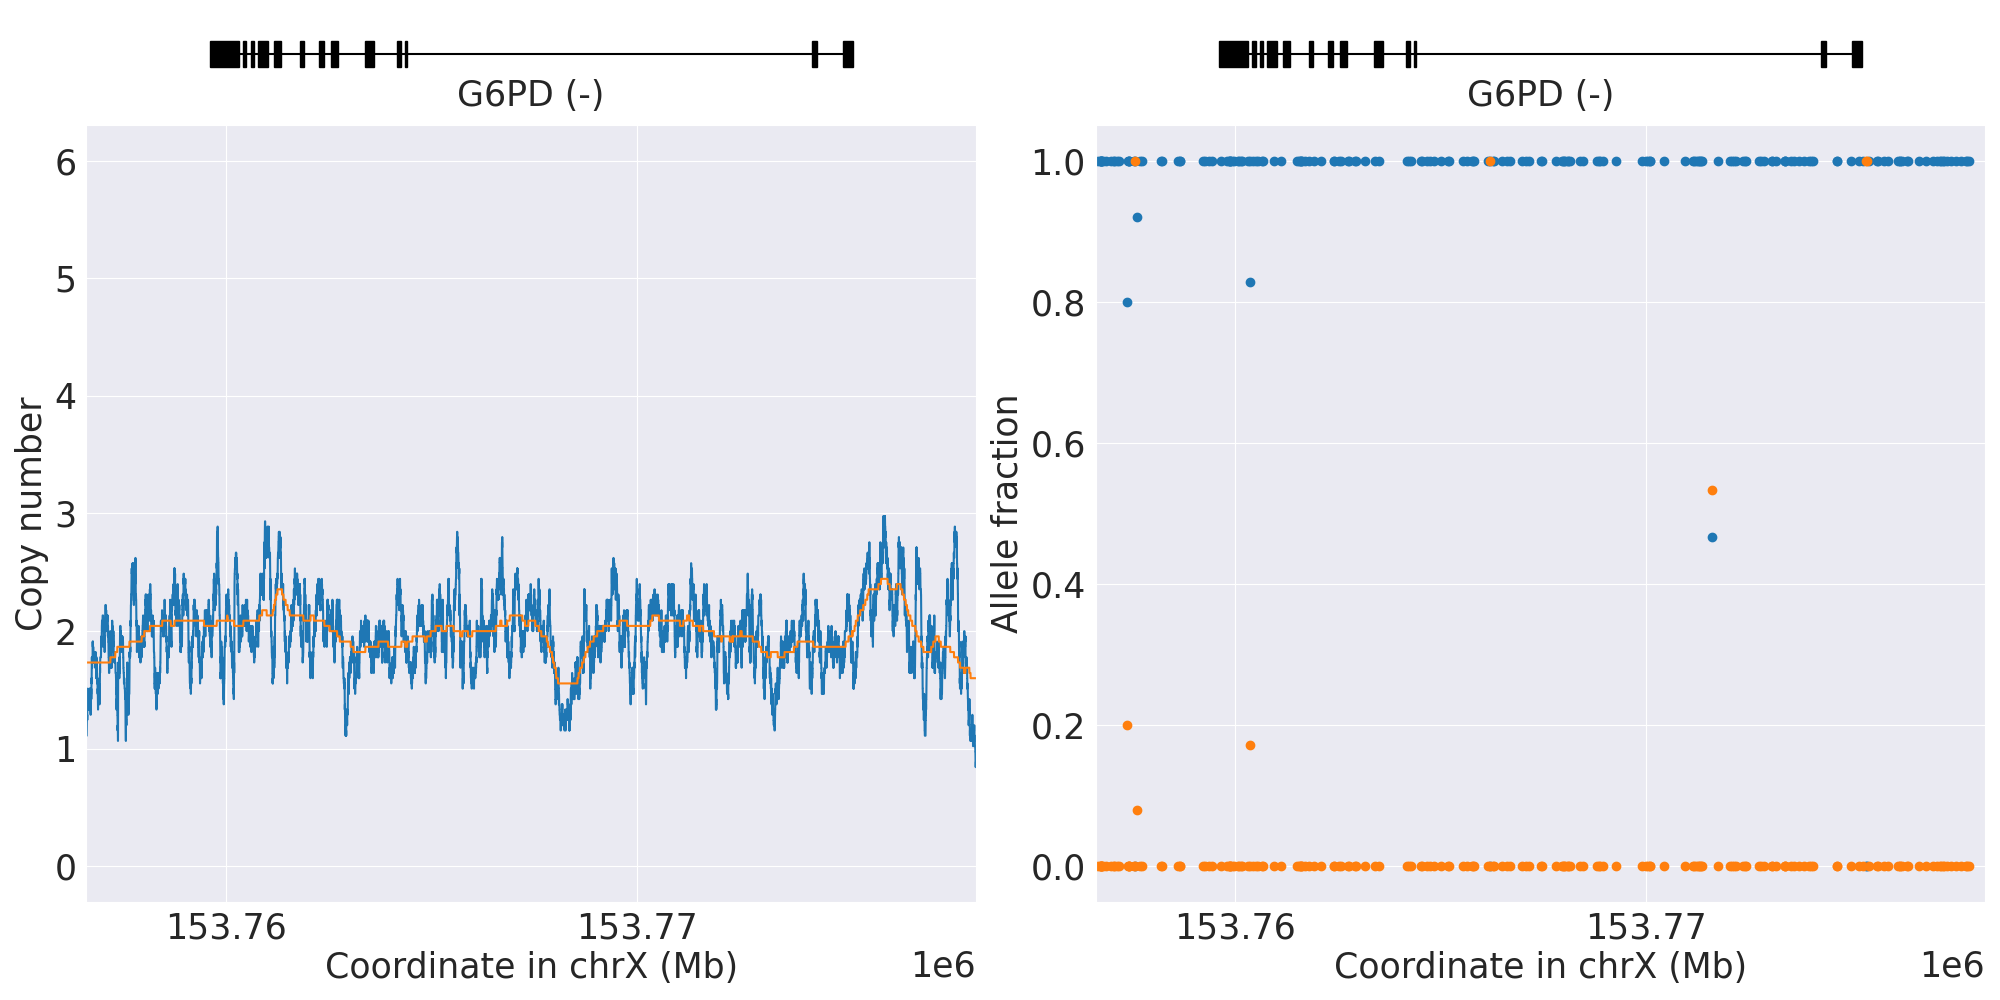 G6PD (-)
6
5
4
3
2
1
0
Copy number
153.76
153.77
Coordinate in chrX (Mb)
1e6
G6PD (-)
1.0
0.8
0.6
0.4
0.2
0.0
Allele fraction
153.76
153.77
Coordinate in chrX (Mb)
1e6